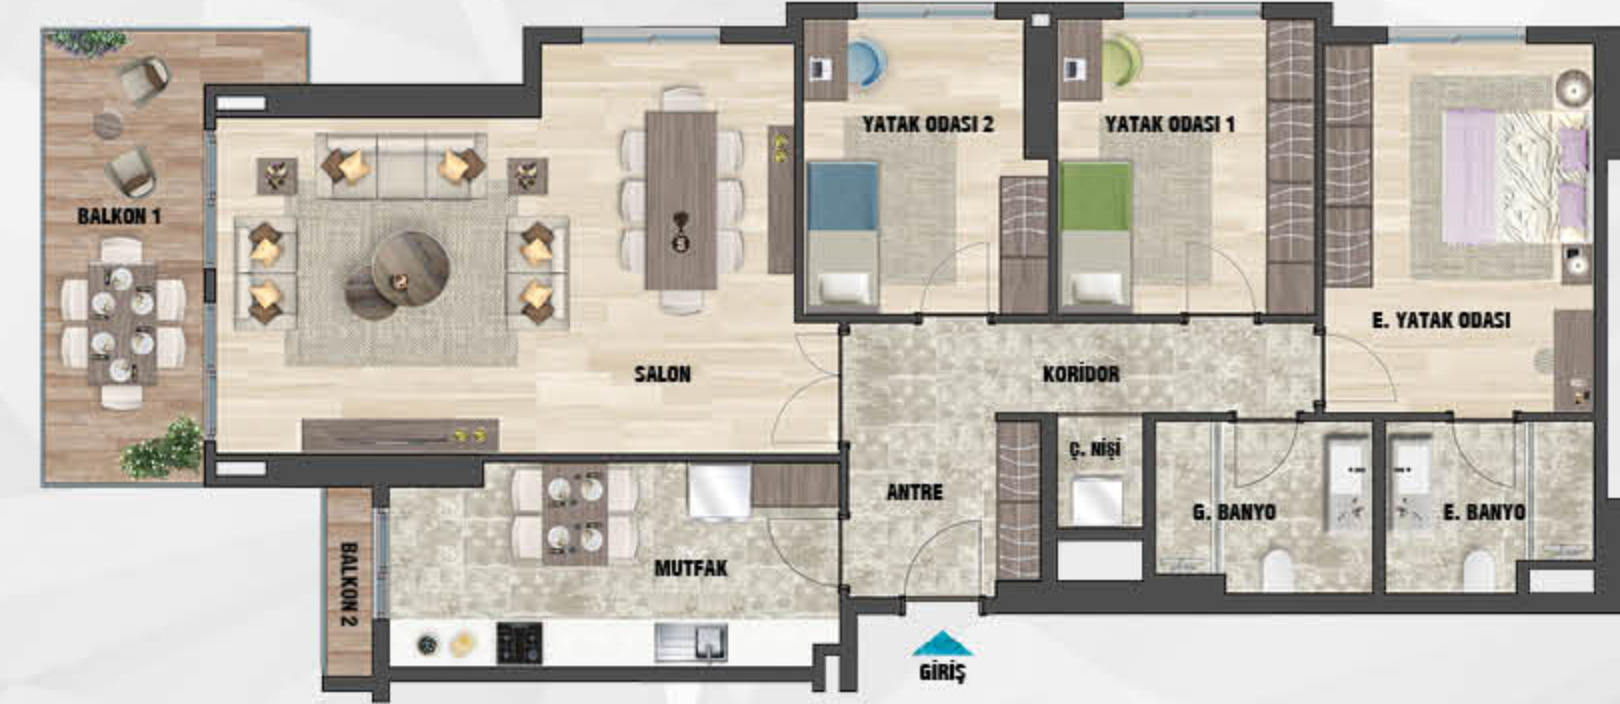 YATAK ODASI 2
YATAK ODASI 1
BALKON 1
E. YATAK ODASI
SALON
KORİDOR
Ç. NİŞİ
ANTRE
G. BANYO
E. BANYO
MUTFAK
BALKON 2
GİRİŞ